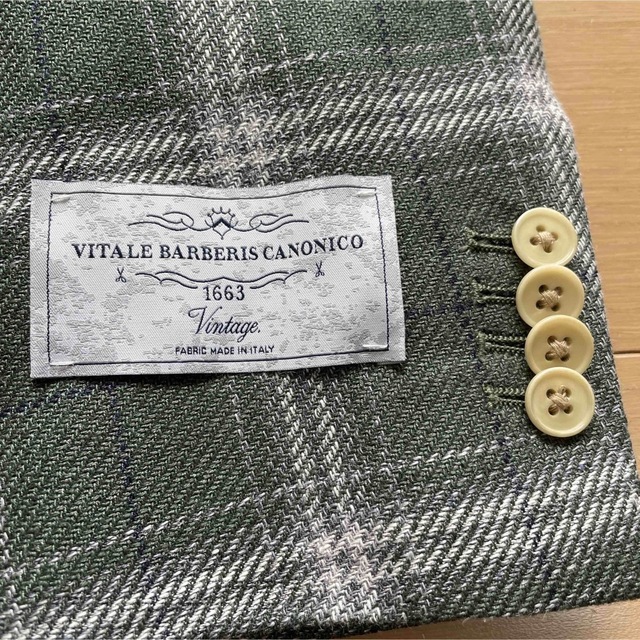 VITALE BARBERIS CANONICO
1663
Vintage.
FABRIC MADE IN ITALY